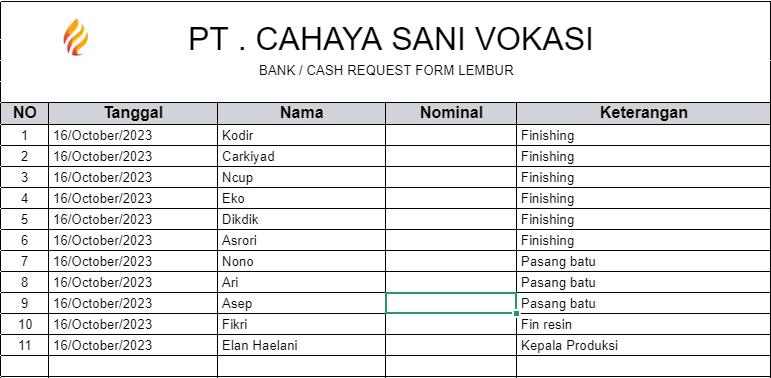 PT . CAHAYA SANI VOKASI
BANK / CASH REQUEST FORM LEMBUR
NO Tanggal Nama Nominal Keterangan
1 16/October/2023 Kodir Finishing
2 16/October/2023 Carkiyad Finishing
3 16/October/2023 Ncup Finishing
4 16/October/2023 Eko Finishing
5 16/October/2023 Dikdik Finishing
6 16/October/2023 Asrori Finishing
7 16/October/2023 Nono Pasang batu
8 16/October/2023 Ari Pasang batu
9 16/October/2023 Asep Pasang batu
10 16/October/2023 Fikri Fin resin
11 16/October/2023 Elan Haelani Kepala Produksi